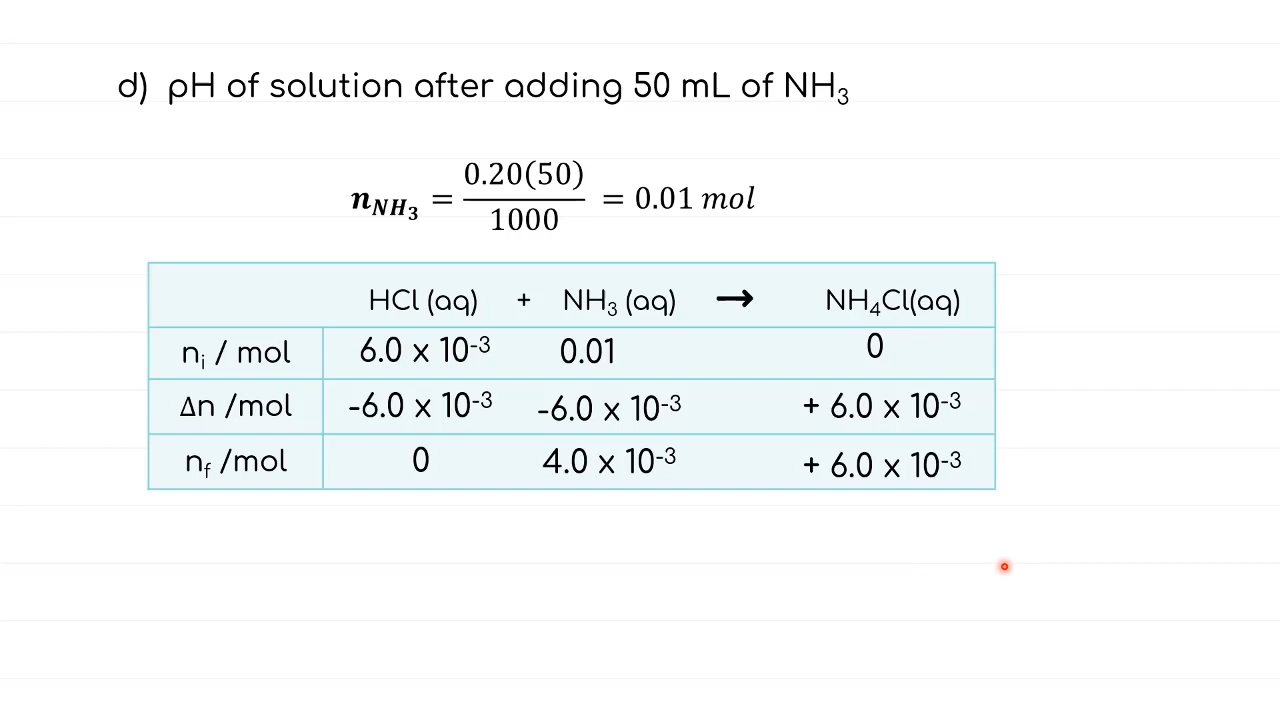 d) pH of solution after adding 50 mL of NH₃
n_NH₃ = 0.20(50)/1000 = 0.01 mol
HCl (aq) + NH₃ (aq) → NH₄Cl(aq)
nᵢ / mol 6.0 x 10⁻³ 0.01 0
Δn /mol -6.0 x 10⁻³ -6.0 x 10⁻³ + 6.0 x 10⁻³
n_f /mol 0 4.0 x 10⁻³ + 6.0 x 10⁻³